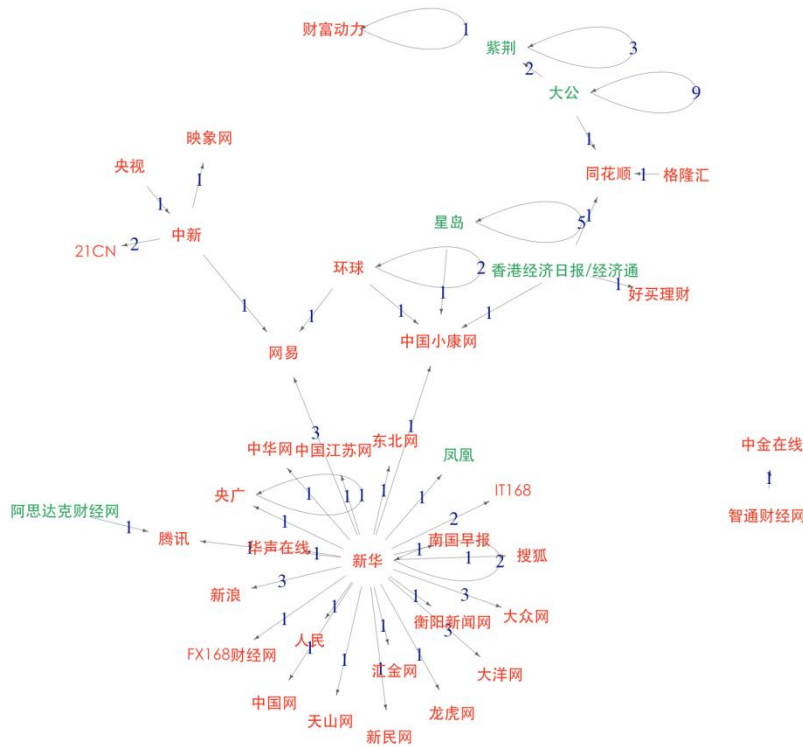 财富动力
1
紫荆
3
2
大公
9
映象网
1
央视
1
同花顺
1
格隆汇
1
星岛
5
1
21CN
2
中新
环球
2
香港经济日报/经济通
1
好买理财
1
1
1
1
1
网易
中国小康网
3
1
中华网
中国江苏网
东北网
凤凰
中金在线
1
智通财经网
央广
1
1
1
1
1
1
IT168
2
阿思达克财经网
1
腾讯
1
华声在线
1
新华
1
南国早报
1
2
搜狐
新浪
3
1
1
1
衡阳新闻网
3
大众网
FX168财经网
1
人民
1
1
汇金网
3
大洋网
中国网
1
天山网
1
新民网
1
龙虎网